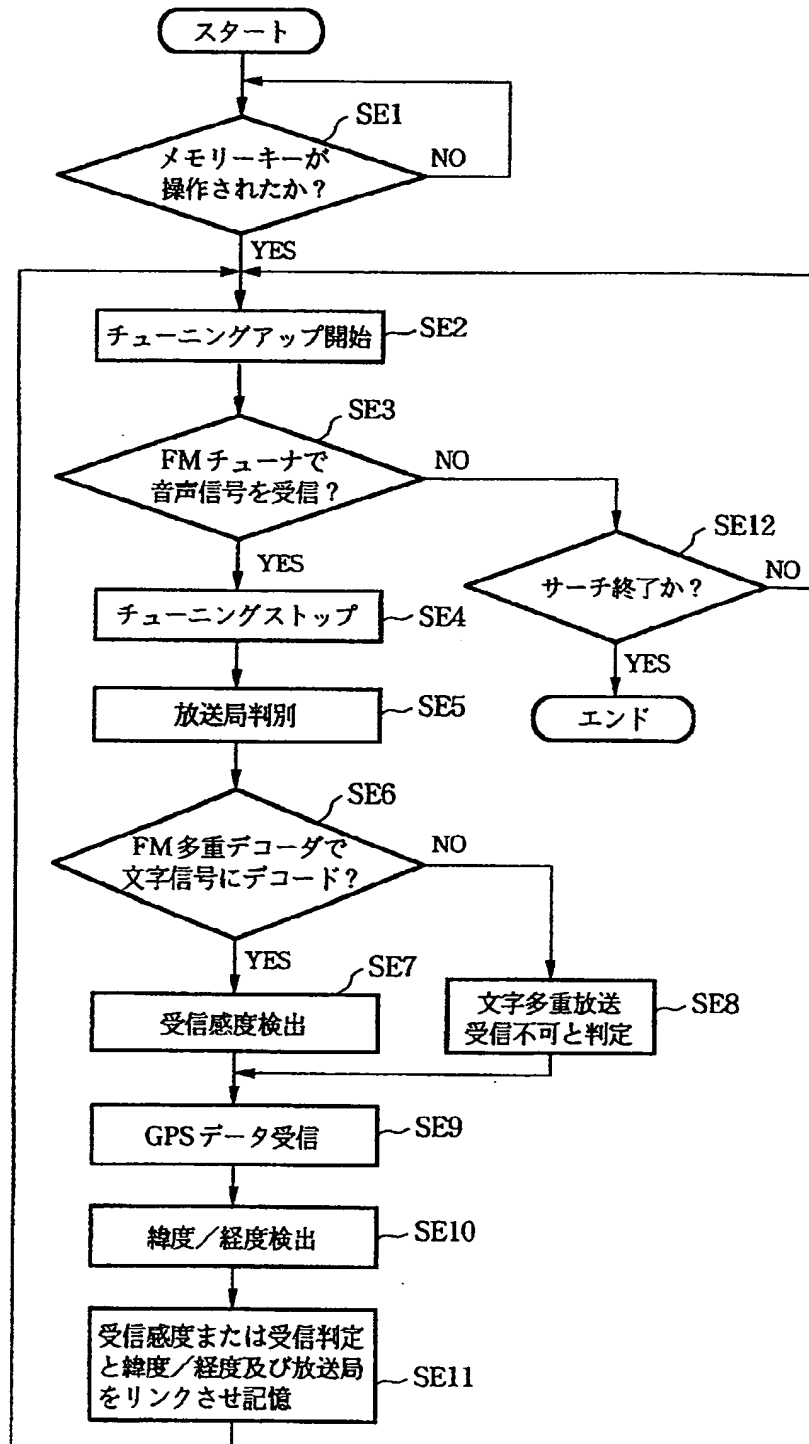 スタート
SE1
メモリーキーが
操作されたか？
NO
YES
チューニングアップ開始
SE2
SE3
FMチューナで
音声信号を受信？
NO
YES
SE12
サーチ終了か？
NO
YES
エンド
チューニングストップ
SE4
放送局判別
SE5
SE6
FM多重デコーダで
文字信号にデコード？
NO
YES
SE7
受信感度検出
文字多重放送
受信不可と判定
SE8
GPSデータ受信
SE9
緯度／経度検出
SE10
受信感度または受信判定
と緯度／経度及び放送局
をリンクさせ記憶
SE11